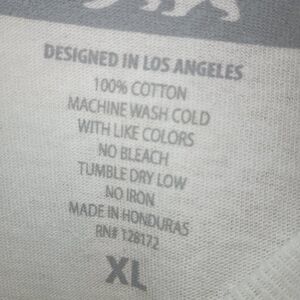 DESIGNED IN LOS ANGELES
100% COTTON
MACHINE WASH COLD
WITH LIKE COLORS
NO BLEACH
TUMBLE DRY LOW
NO IRON
MADE IN HONDURAS
RN# 128172
XL